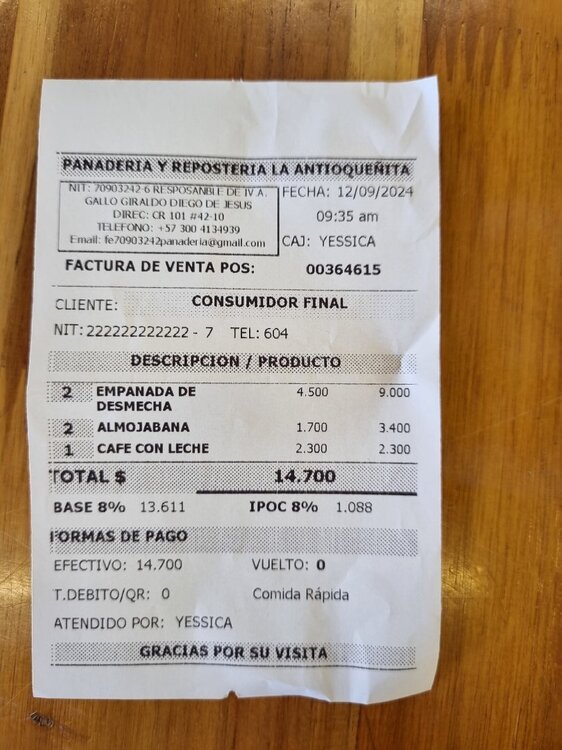 PANADERIA Y REPOSTERIA LA ANTIOQUEÑITA
NIT: 70903242-6 RESPOSANBLE DE IV A.
GALLO GIRALDO DIEGO DE JESUS
DIREC: CR 101 #42-10
TELEFONO: +57 300 4134939
Email: fe70903242panaderia@gmail.com
FECHA: 12/09/2024
09:35 am
CAJ: YESSICA
FACTURA DE VENTA POS: 00364615
CLIENTE: CONSUMIDOR FINAL
NIT: 222222222222 - 7 TEL: 604
DESCRIPCION / PRODUCTO
2 EMPANADA DE 4.500 9.000
DESMECHA
2 ALMOJABANA 1.700 3.400
1 CAFE CON LECHE 2.300 2.300
TOTAL $ 14.700
BASE 8% 13.611 IPOC 8% 1.088
FORMAS DE PAGO
EFECTIVO: 14.700 VUELTO: 0
T.DEBITO/QR: 0 Comida Rápida
ATENDIDO POR: YESSICA
GRACIAS POR SU VISITA